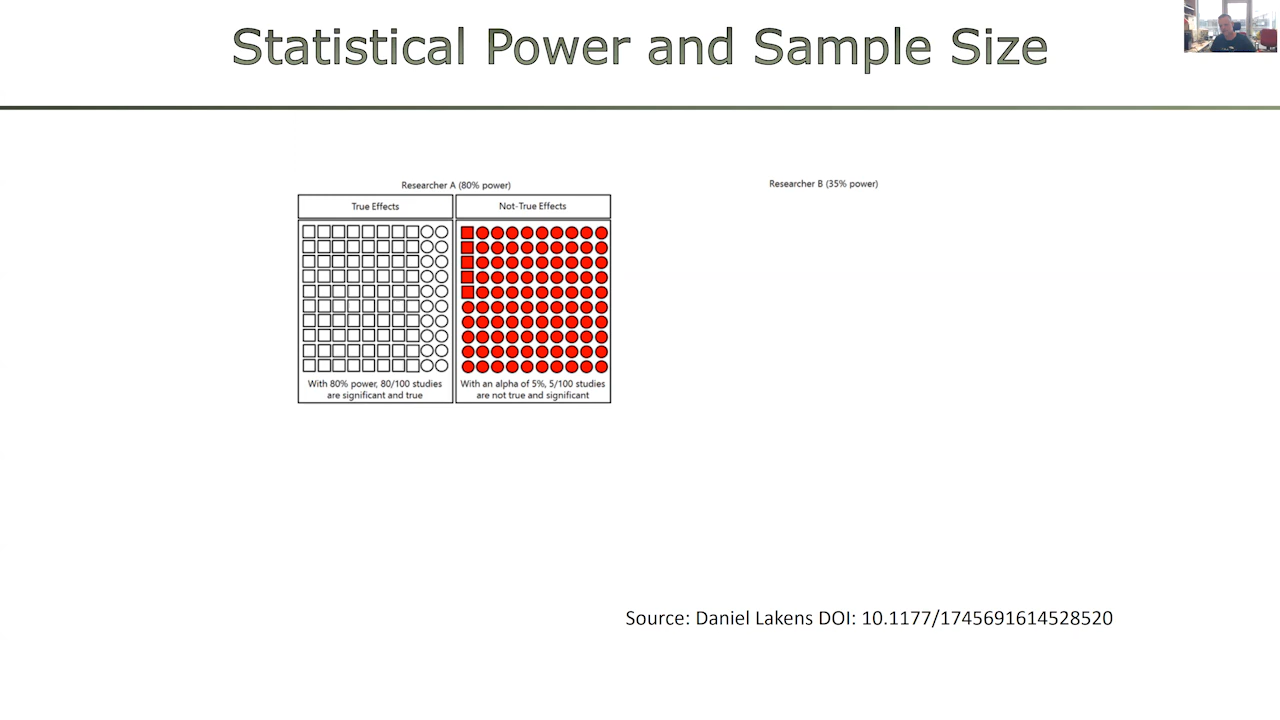 Statistical Power and Sample Size
Researcher A (80% power)
True Effects
Not-True Effects
With 80% power, 80/100 studies
are significant and true
With an alpha of 5%, 5/100 studies
are not true and significant
Researcher B (35% power)
Source: Daniel Lakens DOI: 10.1177/1745691614528520